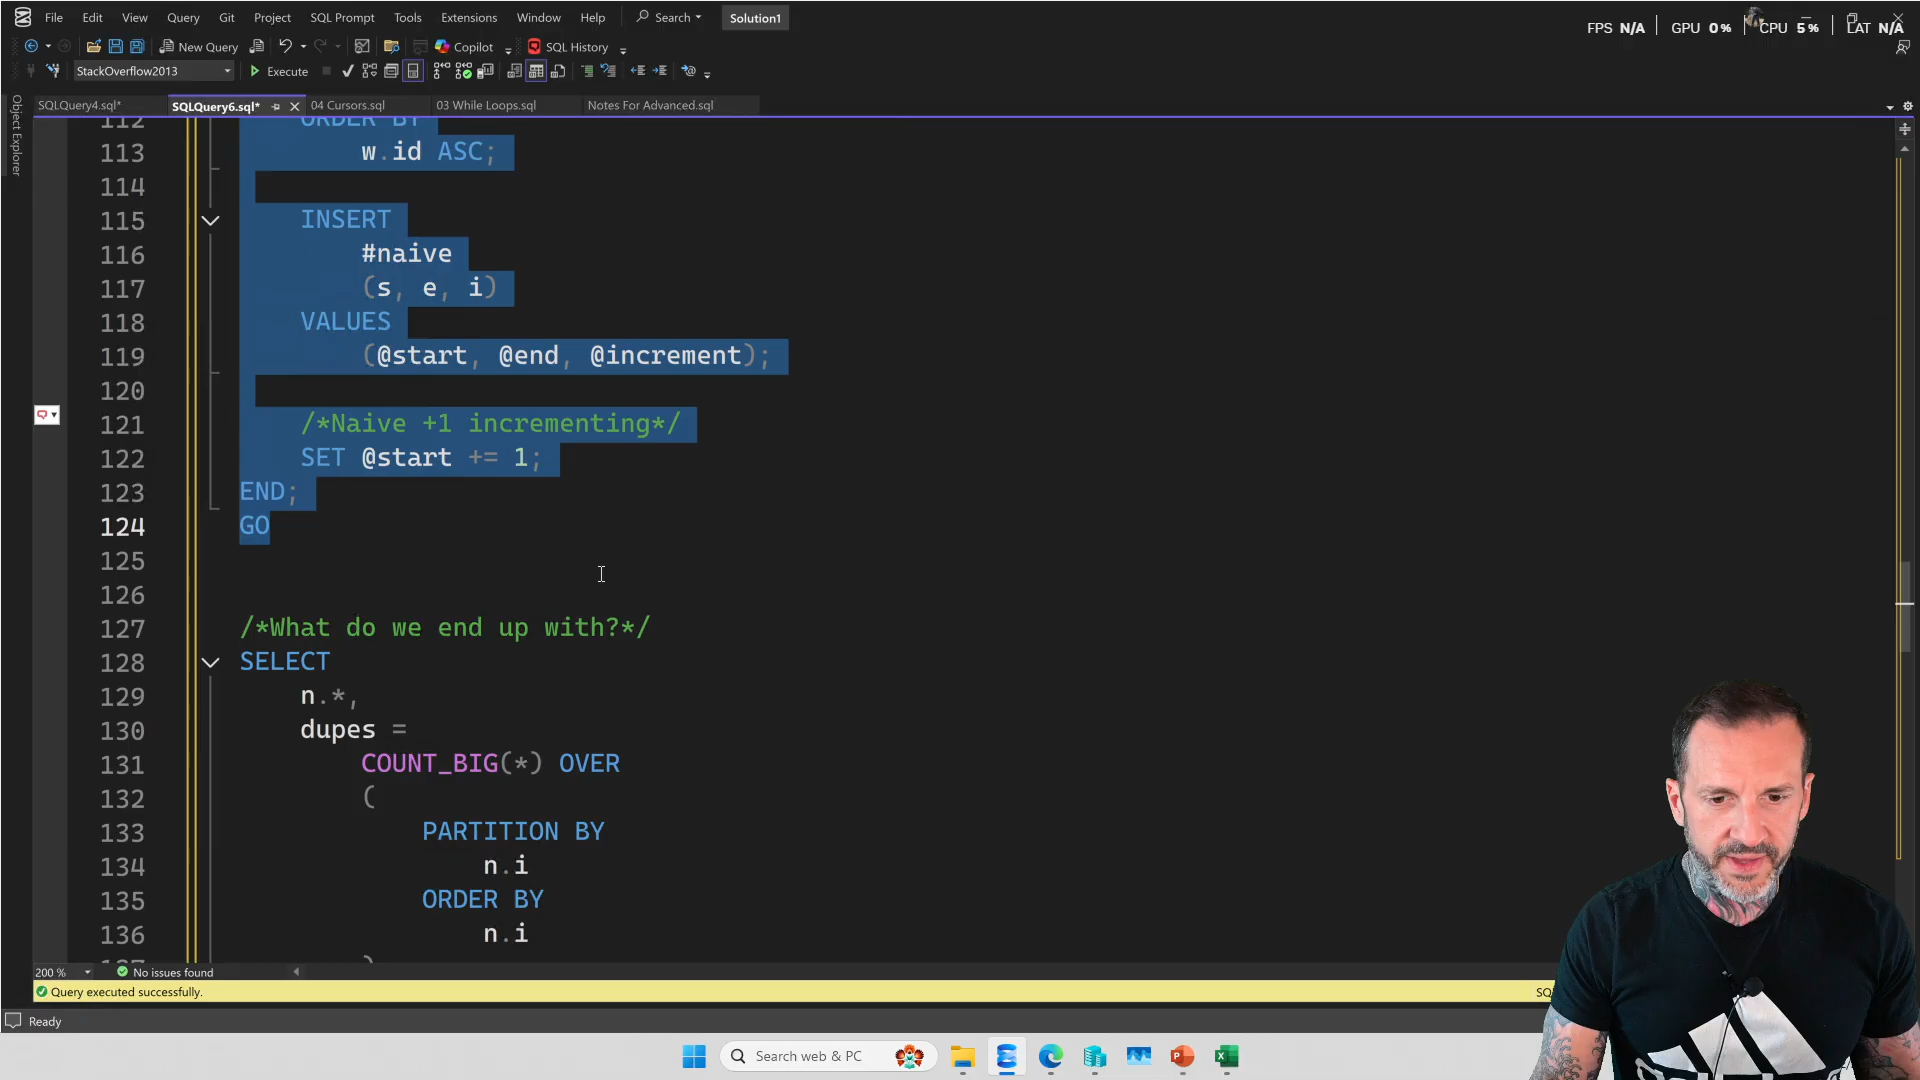 File Edit View Query Git Project SQL Prompt Tools Extensions Window Help Search Solution1
FPS N/A GPU 0% CPU 5% LAT N/A
New Query Copilot SQL History
StackOverflow2013 Execute
SQLQuery4.sql* SQLQuery6.sql* 04 Cursors.sql 03 While Loops.sql Notes For Advanced.sql
Object Explorer
112 ORDER BY
113 w.id ASC;
114
115 INSERT
116 #naive
117 (s, e, i)
118 VALUES
119 (@start, @end, @increment);
120
121 /*Naive +1 incrementing*/
122 SET @start += 1;
123 END;
124 GO
125
126
127 /*What do we end up with?*/
128 SELECT
129 n.*,
130 dupes =
131 COUNT_BIG(*) OVER
132 (
133 PARTITION BY
134 n.i
135 ORDER BY
136 n.i
137 )
200 % No issues found
Query executed successfully.
Ready
Search web & PC